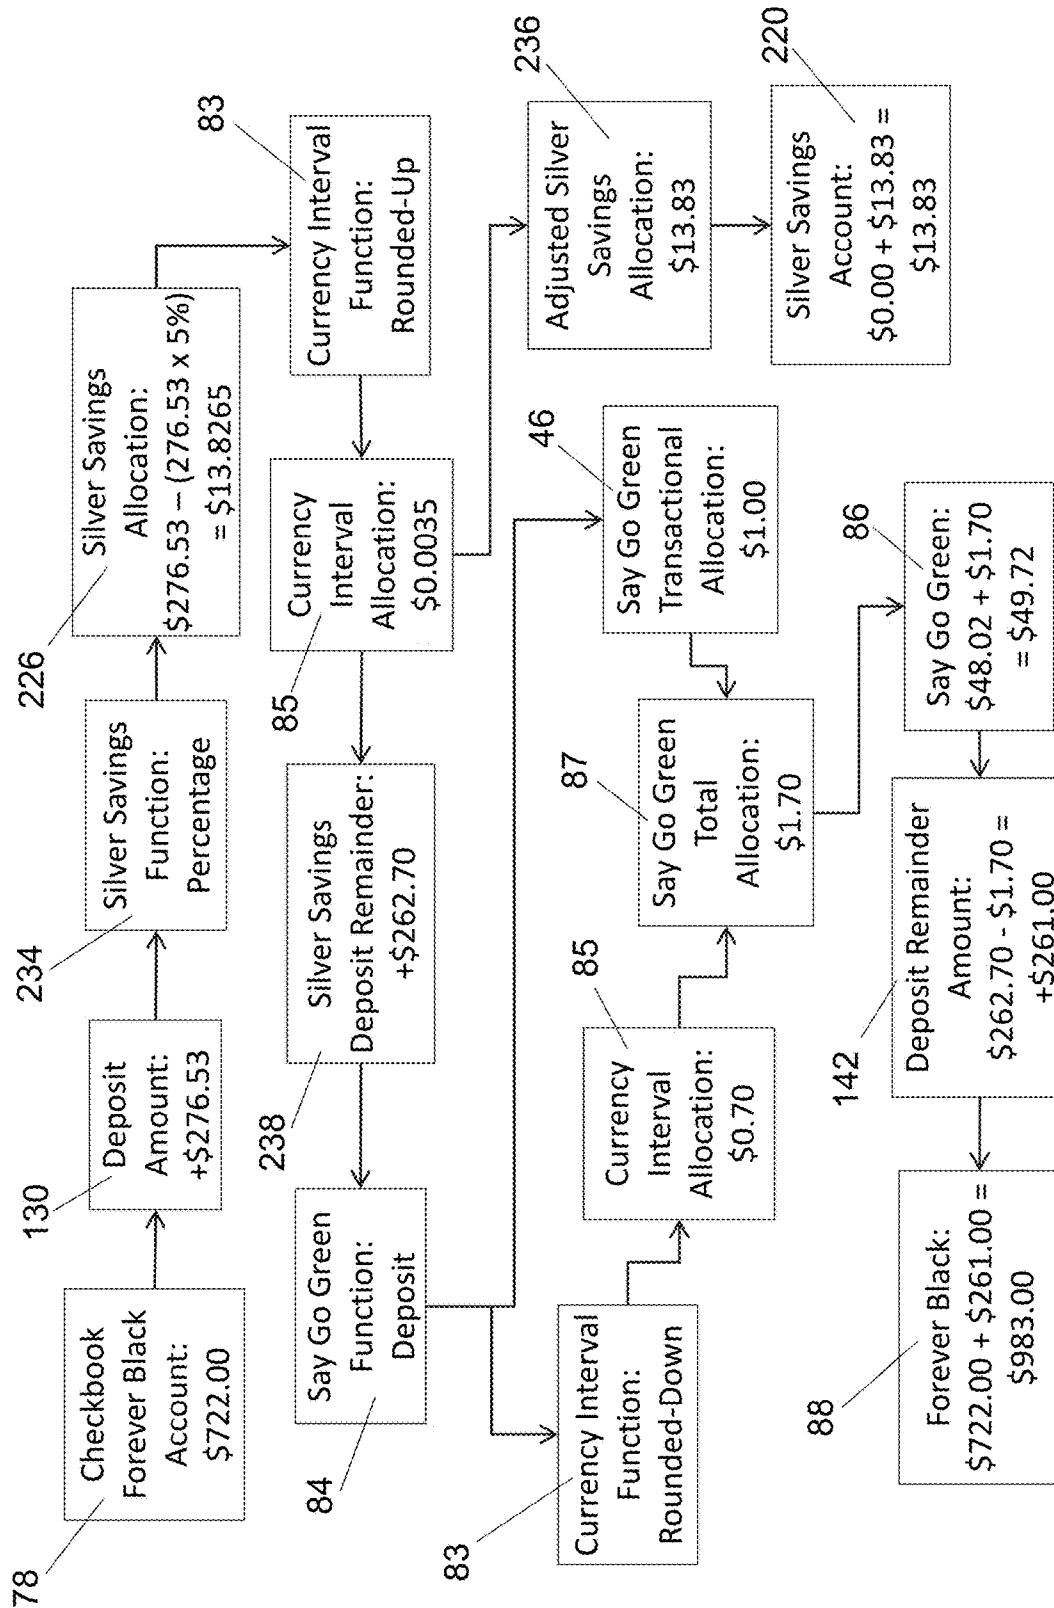 78
Checkbook
Forever Black
Account:
$722.00
130
Deposit
Amount:
+$276.53
234
Silver Savings
Function:
Percentage
226
Silver Savings
Allocation:
$276.53 – (276.53 x 5%)
= $13.8265
83
Currency Interval
Function:
Rounded-Up
85
Currency
Interval
Allocation:
$0.0035
238
Silver Savings
Deposit Remainder:
+$262.70
84
Say Go Green
Function:
Deposit
236
Adjusted Silver
Savings
Allocation:
$13.83
220
Silver Savings
Account:
$0.00 + $13.83 =
$13.83
83
Currency Interval
Function:
Rounded-Down
85
Currency
Interval
Allocation:
$0.70
46
Say Go Green
Transactional
Allocation:
$1.00
87
Say Go Green
Total
Allocation:
$1.70
86
Say Go Green:
$48.02 + $1.70
= $49.72
142
Deposit Remainder
Amount:
$262.70 - $1.70 =
+$261.00
88
Forever Black:
$722.00 + $261.00 =
$983.00